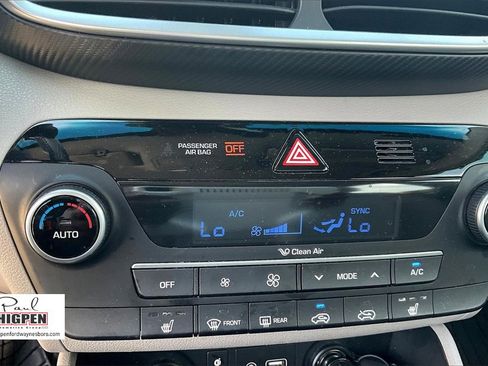 PASSENGER
AIR BAG
OFF
A/C
SYNC
Lo
Lo
Clean Air
AUTO
OFF
MODE
A/C
FRONT
REAR
Paul
HIGPEN